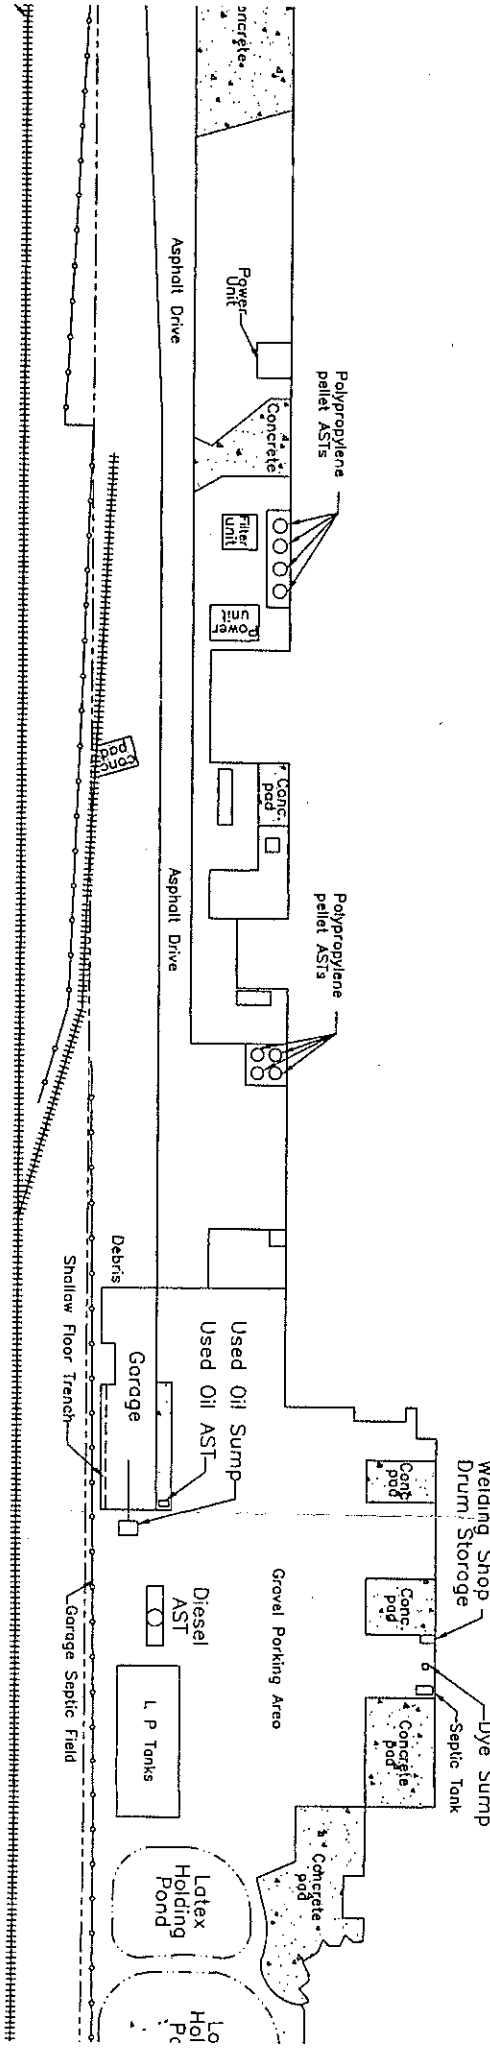 oncrete
Asphalt Drive
Power
Unit
Concrete
Polypropylene
pellet ASTs
Filter
unit
Power
unit
Conc
pad
Conc.
pad
Asphalt Drive
Polypropylene
pellet ASTs
Debris
Shallow Floor Trench
Garage
Used Oil Sump
Used Oil AST
Conc.
pad
Welding Shop
Drum Storage
Conc.
pad
Dye Sump
Septic Tank
Concrete
pad
Gravel Parking Area
Diesel
AST
Garage Septic Field
L P Tanks
Concrete
pad
Latex
Holding
Pond
La
Hol
Po